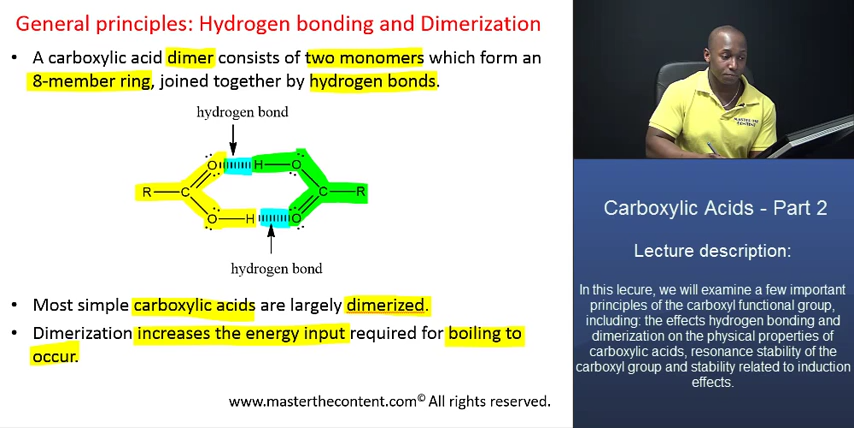 General principles: Hydrogen bonding and Dimerization
• A carboxylic acid dimer consists of two monomers which form an
8-member ring, joined together by hydrogen bonds.
hydrogen bond
O H O
R C C R
O H O
hydrogen bond
• Most simple carboxylic acids are largely dimerized.
• Dimerization increases the energy input required for boiling to
occur.
www.masterthecontent.com© All rights reserved.
MASTER THE
CONTENT
Carboxylic Acids - Part 2
Lecture description:
In this lecure, we will examine a few important
principles of the carboxyl functional group,
including: the effects hydrogen bonding and
dimerization on the physical properties of
carboxylic acids, resonance stability of the
carboxyl group and stability related to induction
effects.